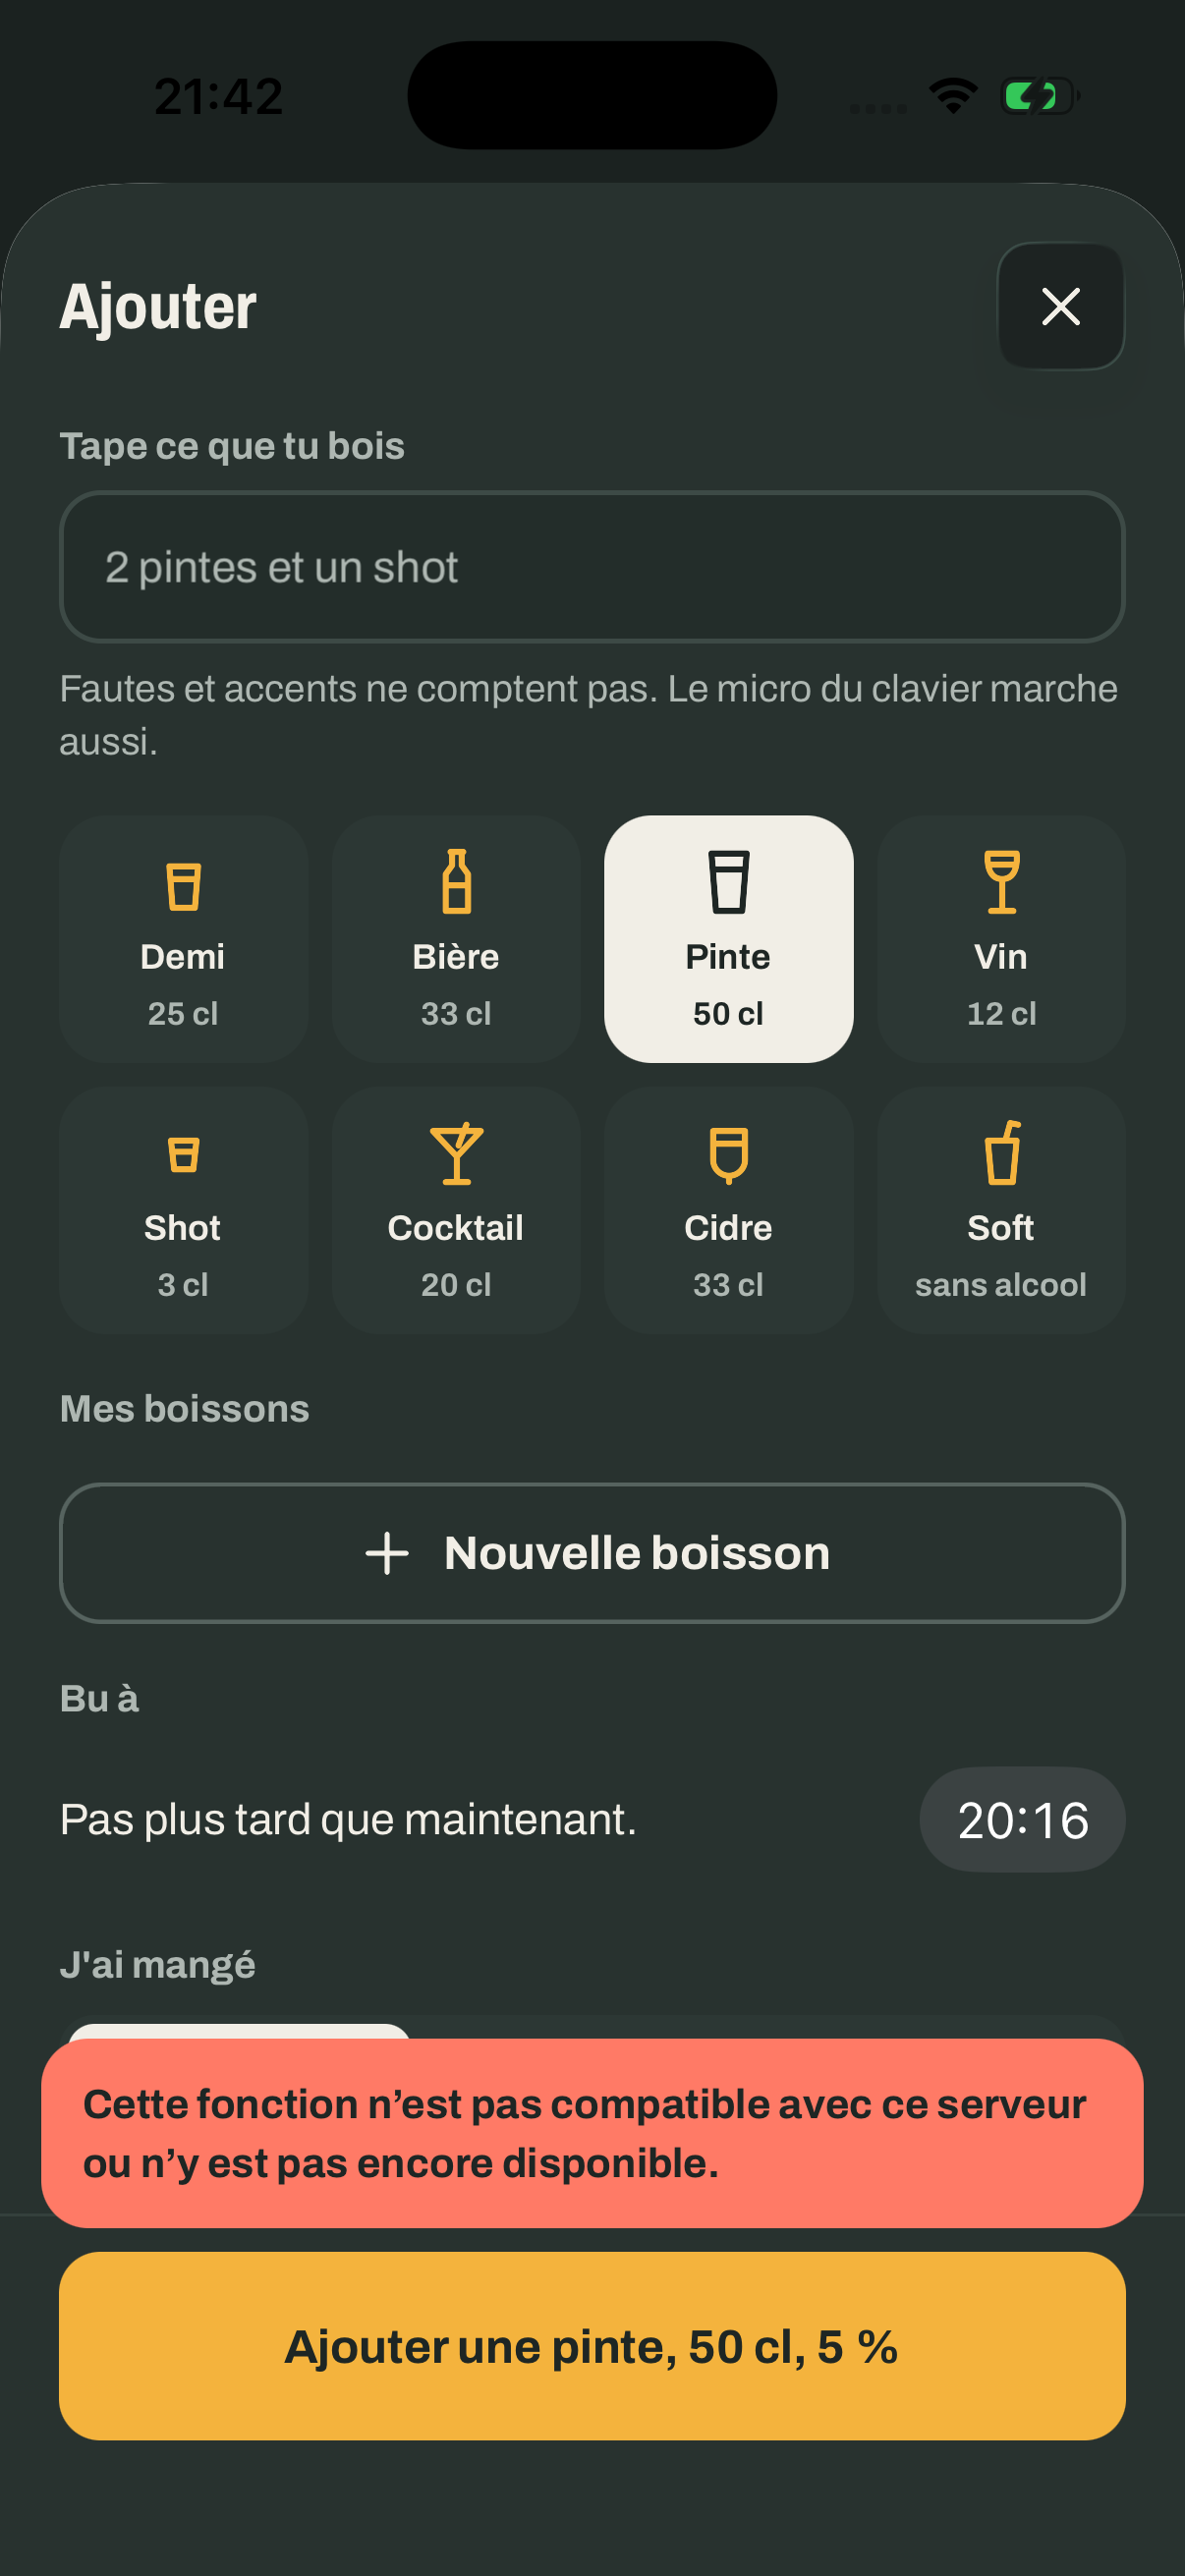 21:42
Ajouter
Tape ce que tu bois
2 pintes et un shot
Fautes et accents ne comptent pas. Le micro du clavier marche
aussi.
Demi
25 cl
Bière
33 cl
Pinte
50 cl
Vin
12 cl
Shot
3 cl
Cocktail
20 cl
Cidre
33 cl
Soft
sans alcool
Mes boissons
Nouvelle boisson
Bu à
Pas plus tard que maintenant.
20:16
J'ai mangé
Cette fonction n’est pas compatible avec ce serveur
ou n’y est pas encore disponible.
Ajouter une pinte, 50 cl, 5 %